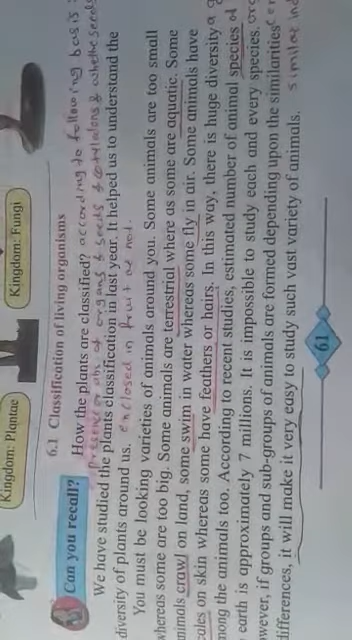 Kingdom: Plantae
Kingdom: Fungi
6.1 Classification of living organisms
Can you recall?
How the plants are classified? according to following basis :
presence or abs of organs & seeds & cotyledons & whether seeds
We have studied the plants classification in last year. It helped us to understand the
diversity of plants around us. enclosed in fruit or not.
You must be looking varieties of animals around you. Some animals are too small
whereas some are too big. Some animals are terrestrial where as some are aquatic. Some
animals crawl on land, some swim in water whereas some fly in air. Some animals have
scales on skin whereas some have feathers or hairs. In this way, there is huge diversity a
mong the animals too. According to recent studies, estimated number of animal species o
earth is approximately 7 millions. It is impossible to study each and every species.
wever, if groups and sub-groups of animals are formed depending upon the similarities
differences, it will make it very easy to study such vast variety of animals. similar
61